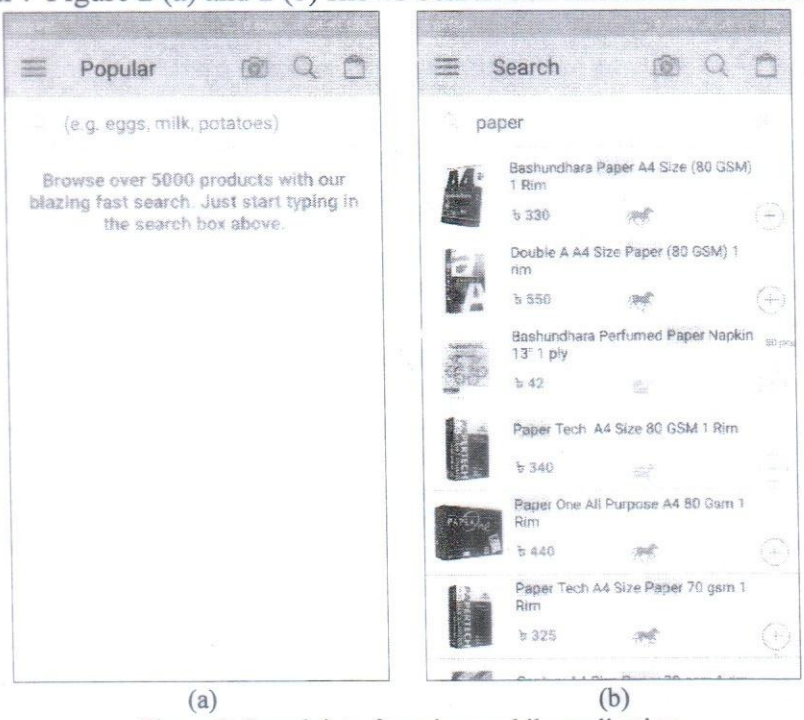 Popular
(e.g. eggs, milk, potatoes)
Browse over 5000 products with our
blazing fast search. Just start typing in
the search box above.
(a)
Search
paper
Bashundhara Paper A4 Size (80 GSM)
1 Rim
৳ 330
Double A A4 Size Paper (80 GSM) 1
rim
৳ 550
Bashundhara Perfumed Paper Napkin
13" 1 ply
৳ 42
Paper Tech A4 Size 80 GSM 1 Rim
৳ 340
Paper One All Purpose A4 80 Gsm 1
Rim
৳ 440
Paper Tech A4 Size Paper 70 gsm 1
Rim
৳ 325
(b)